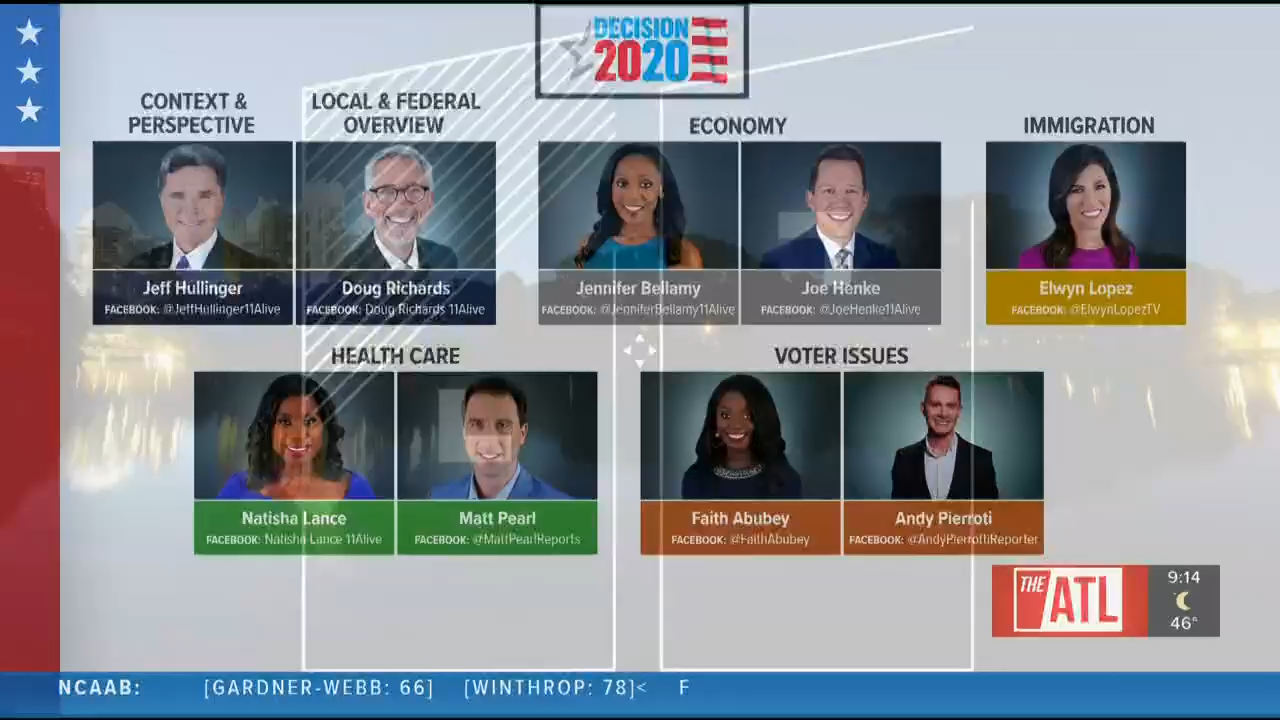 DECISION
2020
CONTEXT &
PERSPECTIVE
LOCAL & FEDERAL
OVERVIEW
ECONOMY
IMMIGRATION
Jeff Hullinger
FACEBOOK: @JeffHullinger11Alive
Doug Richards
FACEBOOK: Doug Richards 11Alive
Jennifer Bellamy
FACEBOOK: @JenniferBellamy11Alive
Joe Henke
FACEBOOK: @JoeHenke11Alive
Elwyn Lopez
FACEBOOK: @ElwynLopezTV
HEALTH CARE
VOTER ISSUES
Natisha Lance
FACEBOOK: Natisha Lance 11Alive
Matt Pearl
FACEBOOK: @MattPearlReports
Faith Abubey
FACEBOOK: @FaithAbubey
Andy Pierroti
FACEBOOK: @AndyPierrottiReporter
THE ATL
9:14
46°
NCAAB: [GARDNER-WEBB: 66] [WINTHROP: 78]< F